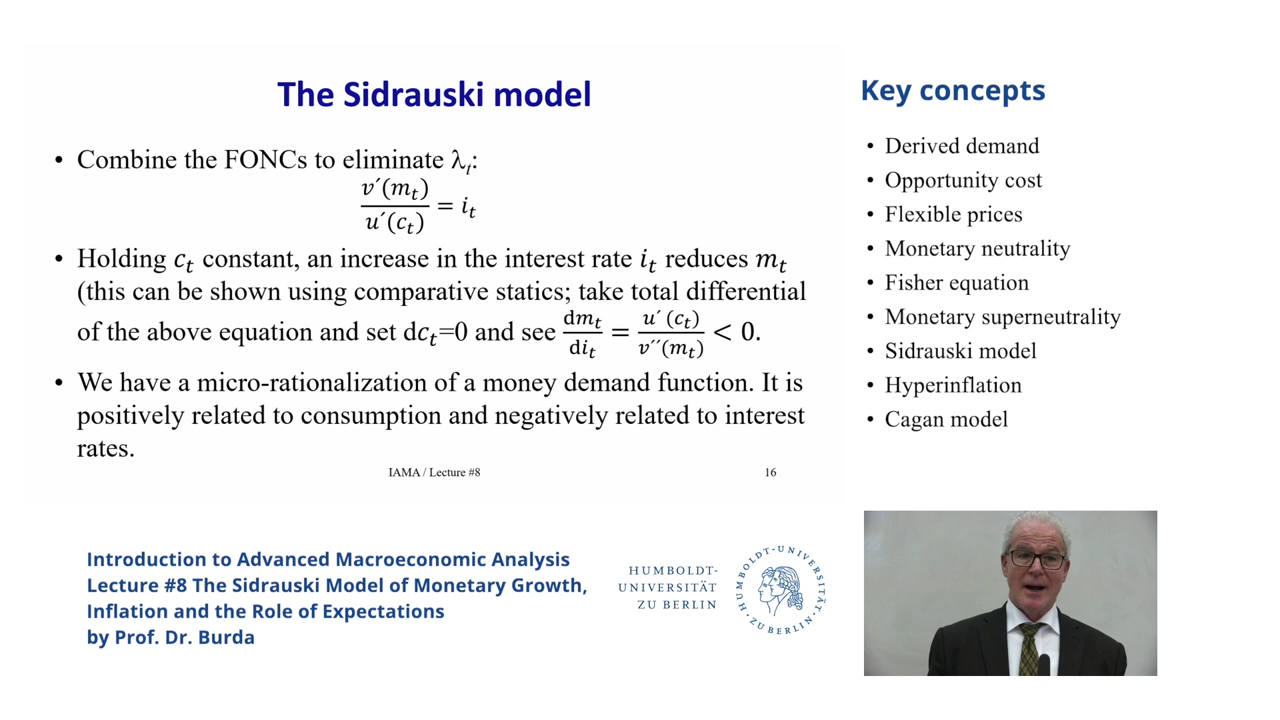 The Sidrauski model
• Combine the FONCs to eliminate λt:
v´(mt)
u´(ct)
= it
• Holding ct constant, an increase in the interest rate it reduces mt
(this can be shown using comparative statics; take total differential
of the above equation and set dct=0 and see dmt/dit = u´(ct)/v´´(mt) < 0.
• We have a micro-rationalization of a money demand function. It is
positively related to consumption and negatively related to interest
rates.
IAMA / Lecture #8
16
Key concepts
• Derived demand
• Opportunity cost
• Flexible prices
• Monetary neutrality
• Fisher equation
• Monetary superneutrality
• Sidrauski model
• Hyperinflation
• Cagan model
Introduction to Advanced Macroeconomic Analysis
Lecture #8 The Sidrauski Model of Monetary Growth,
Inflation and the Role of Expectations
by Prof. Dr. Burda
HUMBOLDT-
UNIVERSITÄT
ZU BERLIN
HUMBOLDT-UNIVERSITÄT
ZU BERLIN